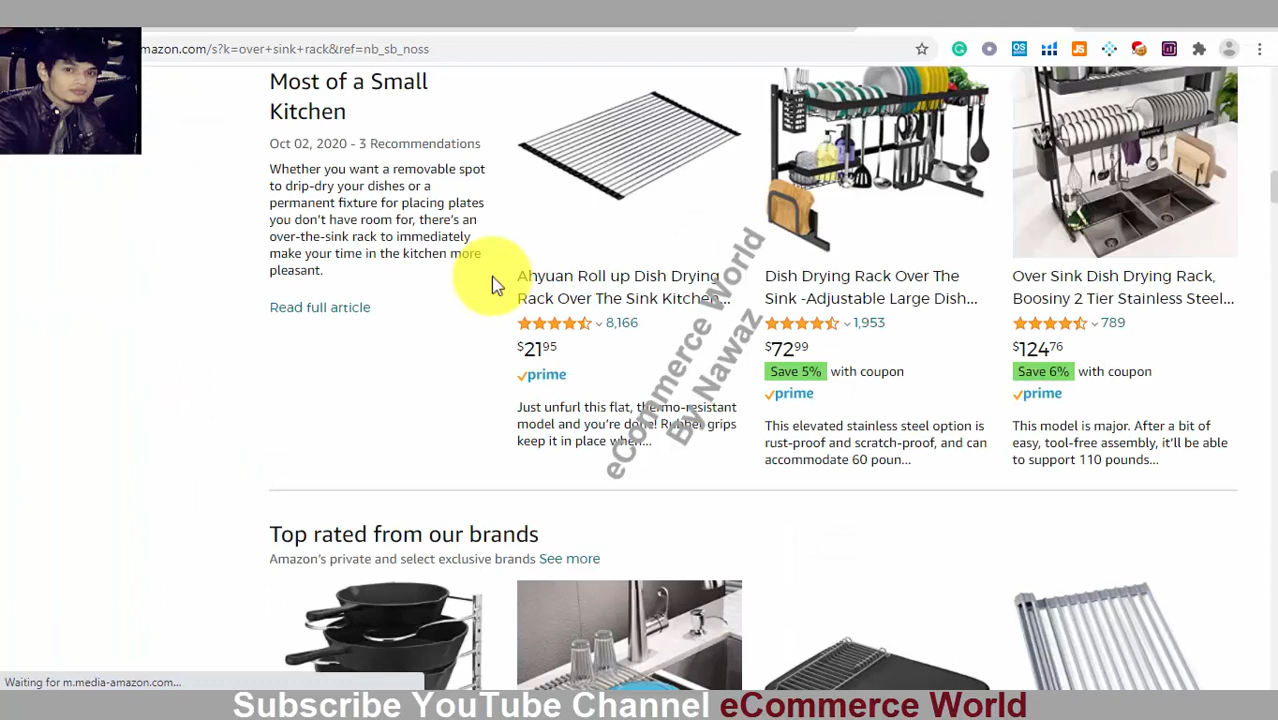 mazon.com/s?k=over+sink+rack&ref=nb_sb_noss
Most of a Small
Kitchen
Oct 02, 2020 - 3 Recommendations
Whether you want a removable spot
to drip-dry your dishes or a
permanent fixture for placing plates
you don't have room for, there's an
over-the-sink rack to immediately
make your time in the kitchen more
pleasant.
Read full article
Ahyuan Roll up Dish Drying
Rack Over The Sink Kitchen...
8,166
$2195
prime
Just unfurl this flat, thermo-resistant
model and you're done! Rubber grips
keep it in place when...
Dish Drying Rack Over The
Sink -Adjustable Large Dish...
1,953
$7299
Save 5% with coupon
prime
This elevated stainless steel option is
rust-proof and scratch-proof, and can
accommodate 60 poun...
Over Sink Dish Drying Rack,
Boosiny 2 Tier Stainless Steel...
789
$12476
Save 6% with coupon
prime
This model is major. After a bit of
easy, tool-free assembly, it'll be able
to support 110 pounds...
eCommerce World
By Nawaz
Top rated from our brands
Amazon's private and select exclusive brands See more
Waiting for m.media-amazon.com...
Subscribe YouTube Channel eCommerce World